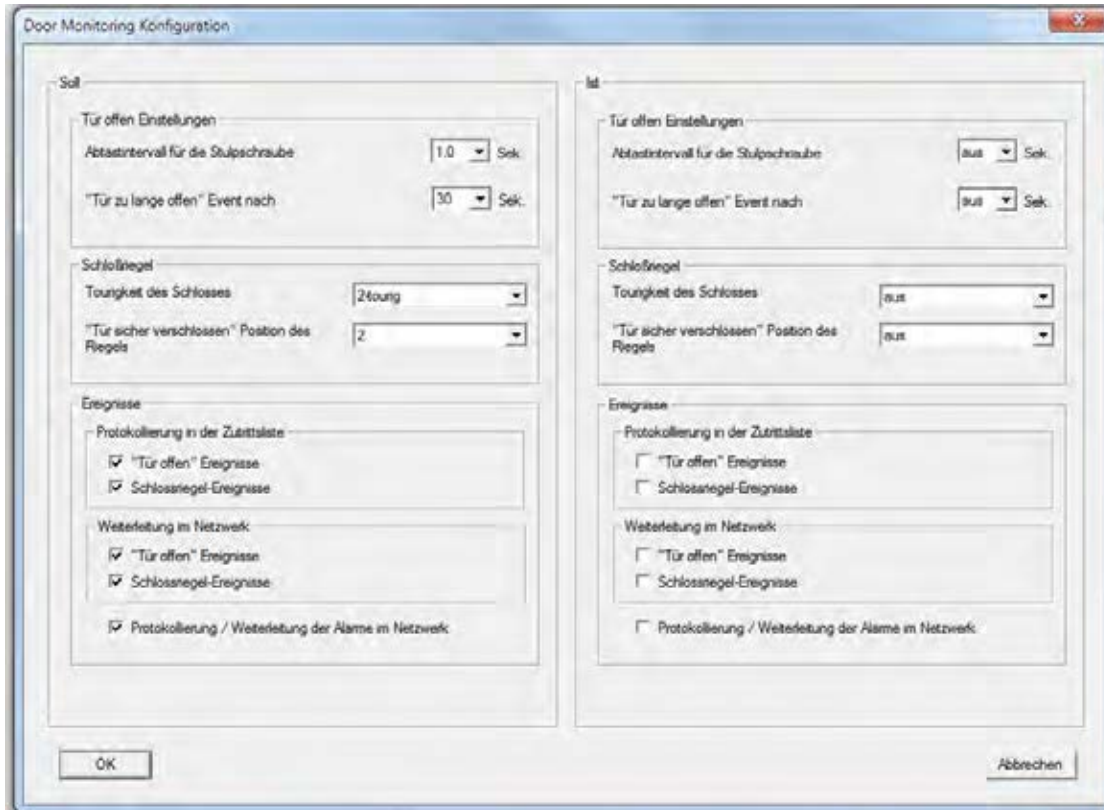 Door Monitoring Konfiguration
Soll
Tür offen Einstellungen
Abtastintervall für die Stulpschraube
1.0
Sek.
"Tür zu lange offen" Event nach
30
Sek.
Schloßriegel
Tourigkeit des Schlosses
2-tourig
"Tür sicher verschlossen" Position des
Riegels
2
Ereignisse
Protokollierung in der Zutrittsliste
"Tür offen" Ereignisse
Schlossriegel-Ereignisse
Weiterleitung im Netzwerk
"Tür offen" Ereignisse
Schlossriegel-Ereignisse
Protokollierung / Weiterleitung der Alarme im Netzwerk
Ist
Tür offen Einstellungen
Abtastintervall für die Stulpschraube
aus
Sek.
"Tür zu lange offen" Event nach
aus
Sek.
Schloßriegel
Tourigkeit des Schlosses
aus
"Tür sicher verschlossen" Position des
Riegels
aus
Ereignisse
Protokollierung in der Zutrittsliste
"Tür offen" Ereignisse
Schlossriegel-Ereignisse
Weiterleitung im Netzwerk
"Tür offen" Ereignisse
Schlossriegel-Ereignisse
Protokollierung / Weiterleitung der Alarme im Netzwerk
OK
Abbrechen